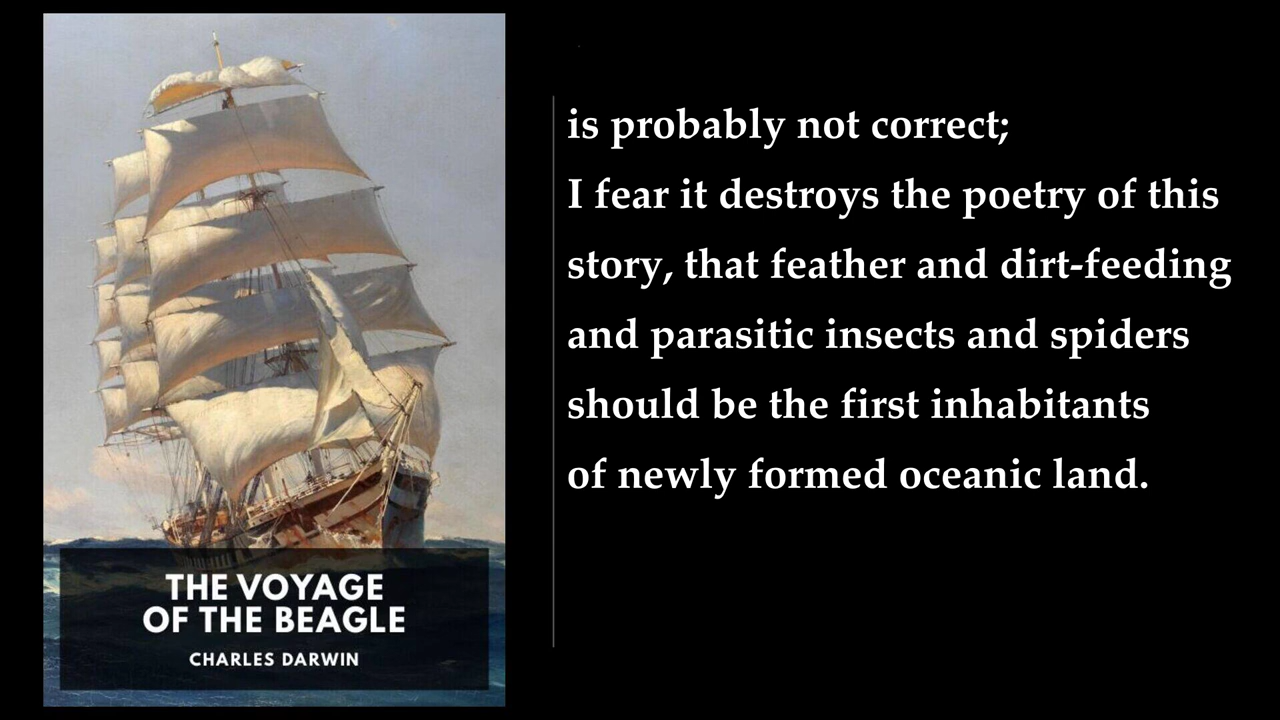 THE VOYAGE
OF THE BEAGLE
CHARLES DARWIN
is probably not correct;
I fear it destroys the poetry of this
story, that feather and dirt-feeding
and parasitic insects and spiders
should be the first inhabitants
of newly formed oceanic land.